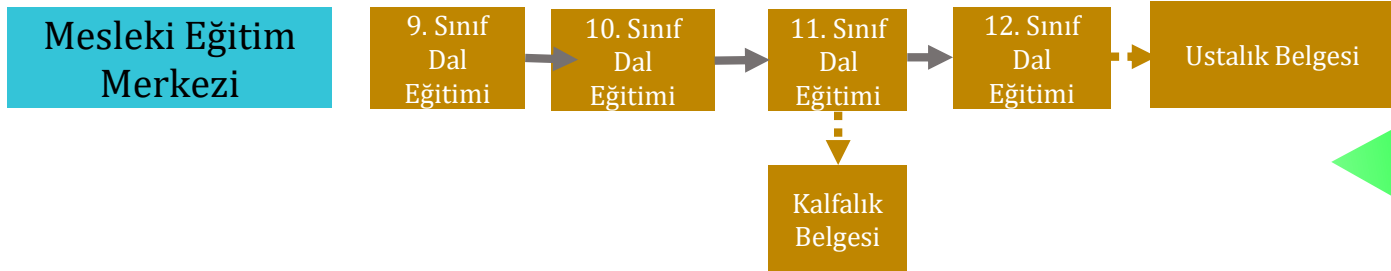 Mesleki Eğitim
Merkezi
9. Sınıf
Dal
Eğitimi
10. Sınıf
Dal
Eğitimi
11. Sınıf
Dal
Eğitimi
12. Sınıf
Dal
Eğitimi
Ustalık Belgesi
Kalfalık
Belgesi